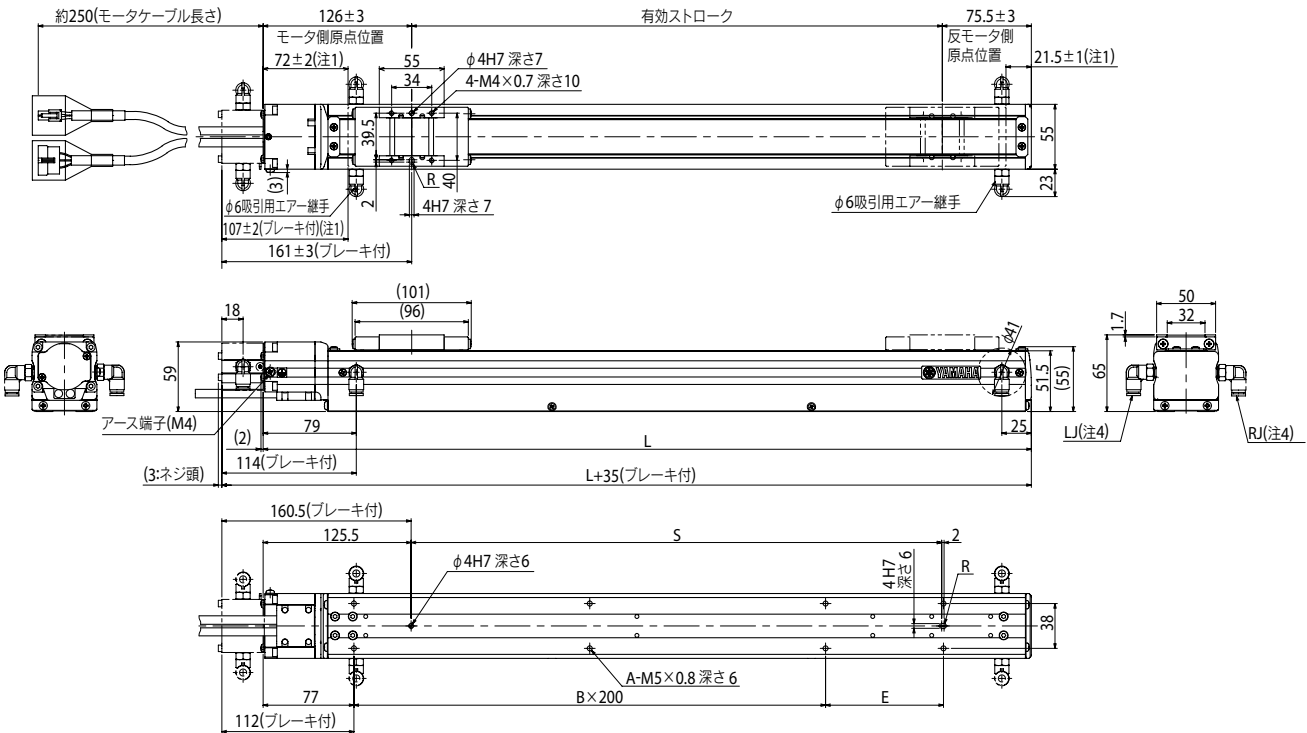 約250(モータケーブル長さ)
126±3
モータ側原点位置
有効ストローク
75.5±3
反モータ側
原点位置
72±2(注1)
55
34
φ4H7 深さ7
4-M4×0.7 深さ10
21.5±1(注1)
39.5
40
55
23
(3)
2
R
4H7 深さ 7
φ6吸引用エアー継手
φ6吸引用エアー継手
107±2(ブレーキ付)(注1)
161±3(ブレーキ付)
(101)
(96)
18
59
φ41
YAMAHA
51.5
(55)
50
32
1.7
65
アース端子(M4)
79
(2)
114(ブレーキ付)
(3:ネジ頭)
L
25
L+35(ブレーキ付)
LJ(注4)
RJ(注4)
160.5(ブレーキ付)
125.5
S
2
φ4H7 深さ6
4H7
深さ 6
R
38
A-M5×0.8 深さ 6
77
B×200
E
112(ブレーキ付)